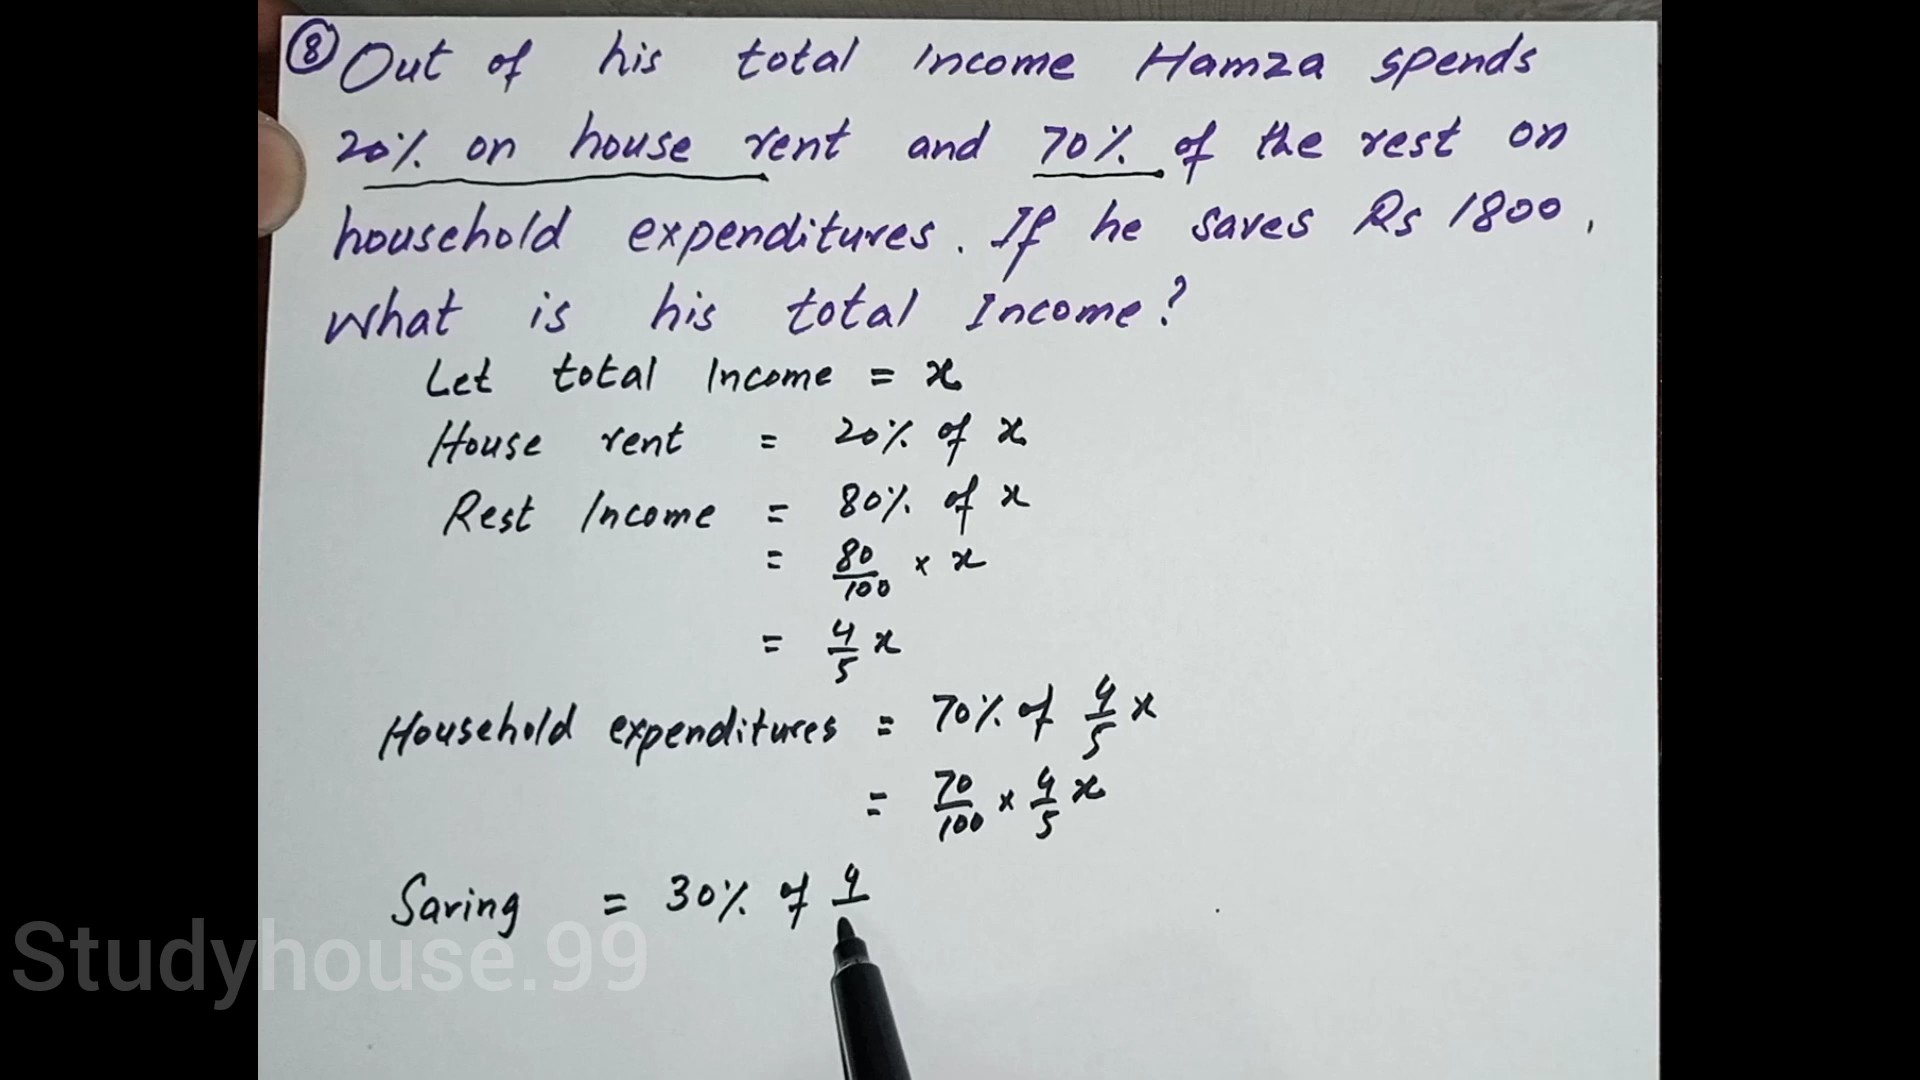 ⑧ Out of his total Income Hamza spends
20% on house rent and 70% of the rest on
household expenditures. If he saves Rs 1800,
What is his total Income?
Let total Income = x
House rent = 20% of x
Rest Income = 80% of x
= 80/100 × x
= 4/5 x
Household expenditures = 70% of 4/5 x
= 70/100 × 4/5 x
Saving = 30% of 4
Studyhouse.99